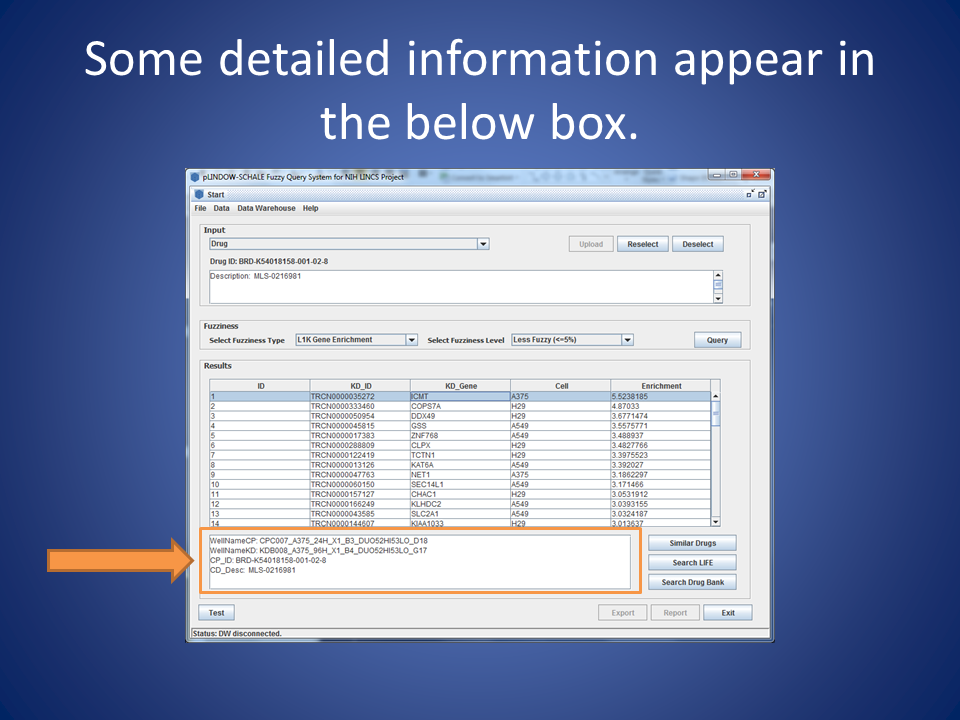 Some detailed information appear in
the below box.
pLINDOW-SCHALE Fuzzy Query System for NIH LINCS Project
Start
File Data Data Warehouse Help
Input
Drug
Upload Reselect Deselect
Drug ID: BRD-K54018158-001-02-8
Description: MLS-0216981
Fuzziness
Select Fuzziness Type L1K Gene Enrichment Select Fuzziness Level Less Fuzzy (<=5%) Query
Results
ID KD_ID KD_Gene Cell Enrichment
1 TRCN0000035272 ICMT A375 5.5238185
2 TRCN0000333460 COPS7A H29 4.87033
3 TRCN0000050954 DDX49 H29 3.6771474
4 TRCN0000045815 GSS A549 3.5575771
5 TRCN0000017383 ZNF768 A549 3.488937
6 TRCN0000288809 CLPX H29 3.4827766
7 TRCN0000122419 TCTN1 H29 3.3975523
8 TRCN0000013126 KAT6A A549 3.392027
9 TRCN0000047763 NET1 A375 3.1862297
10 TRCN0000060150 SEC14L1 A549 3.171466
11 TRCN0000157127 CHAC1 H29 3.0531912
12 TRCN0000166249 KLHDC2 A549 3.0393155
13 TRCN0000043585 SLC2A1 A549 3.0324187
14 TRCN0000144607 KIAA1033 H29 3.013637
WellNameCP: CPC007_A375_24H_X1_B3_DUO52HI53LO_D18
WellNameKD: KDB008_A375_96H_X1_B4_DUO52HI53LO_G17
CP_ID: BRD-K54018158-001-02-8
CD_Desc: MLS-0216981
Similar Drugs
Search LIFE
Search Drug Bank
Test Export Report Exit
Status: DW disconnected.